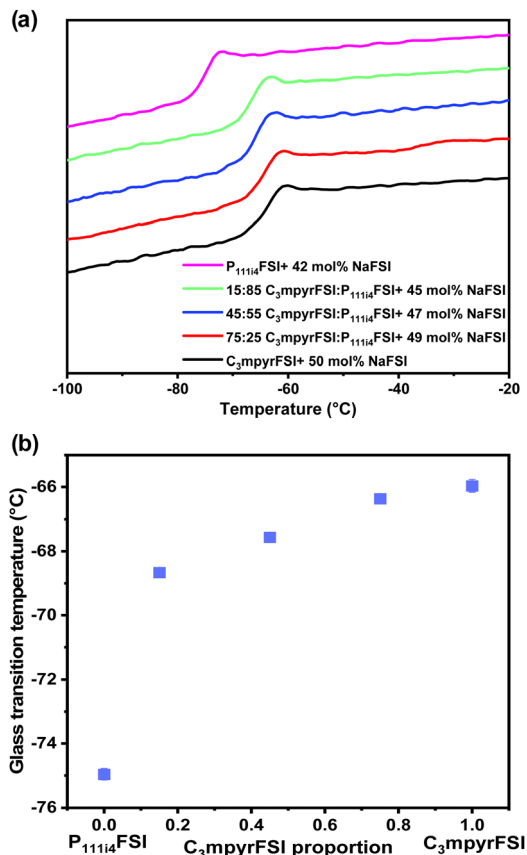 (a)
P₁₁₁ᵢ₄FSI+ 42 mol% NaFSI
15:85 C₃mpyrFSI:P₁₁₁ᵢ₄FSI+ 45 mol% NaFSI
45:55 C₃mpyrFSI:P₁₁₁ᵢ₄FSI+ 47 mol% NaFSI
75:25 C₃mpyrFSI:P₁₁₁ᵢ₄FSI+ 49 mol% NaFSI
C₃mpyrFSI+ 50 mol% NaFSI
-100 -80 -60 -40 -20
Temperature (°C)
(b)
Glass transition temperature (°C)
-66
-68
-70
-72
-74
-76
0.0 0.2 0.4 0.6 0.8 1.0
P₁₁₁ᵢ₄FSI C₃mpyrFSI proportion C₃mpyrFSI